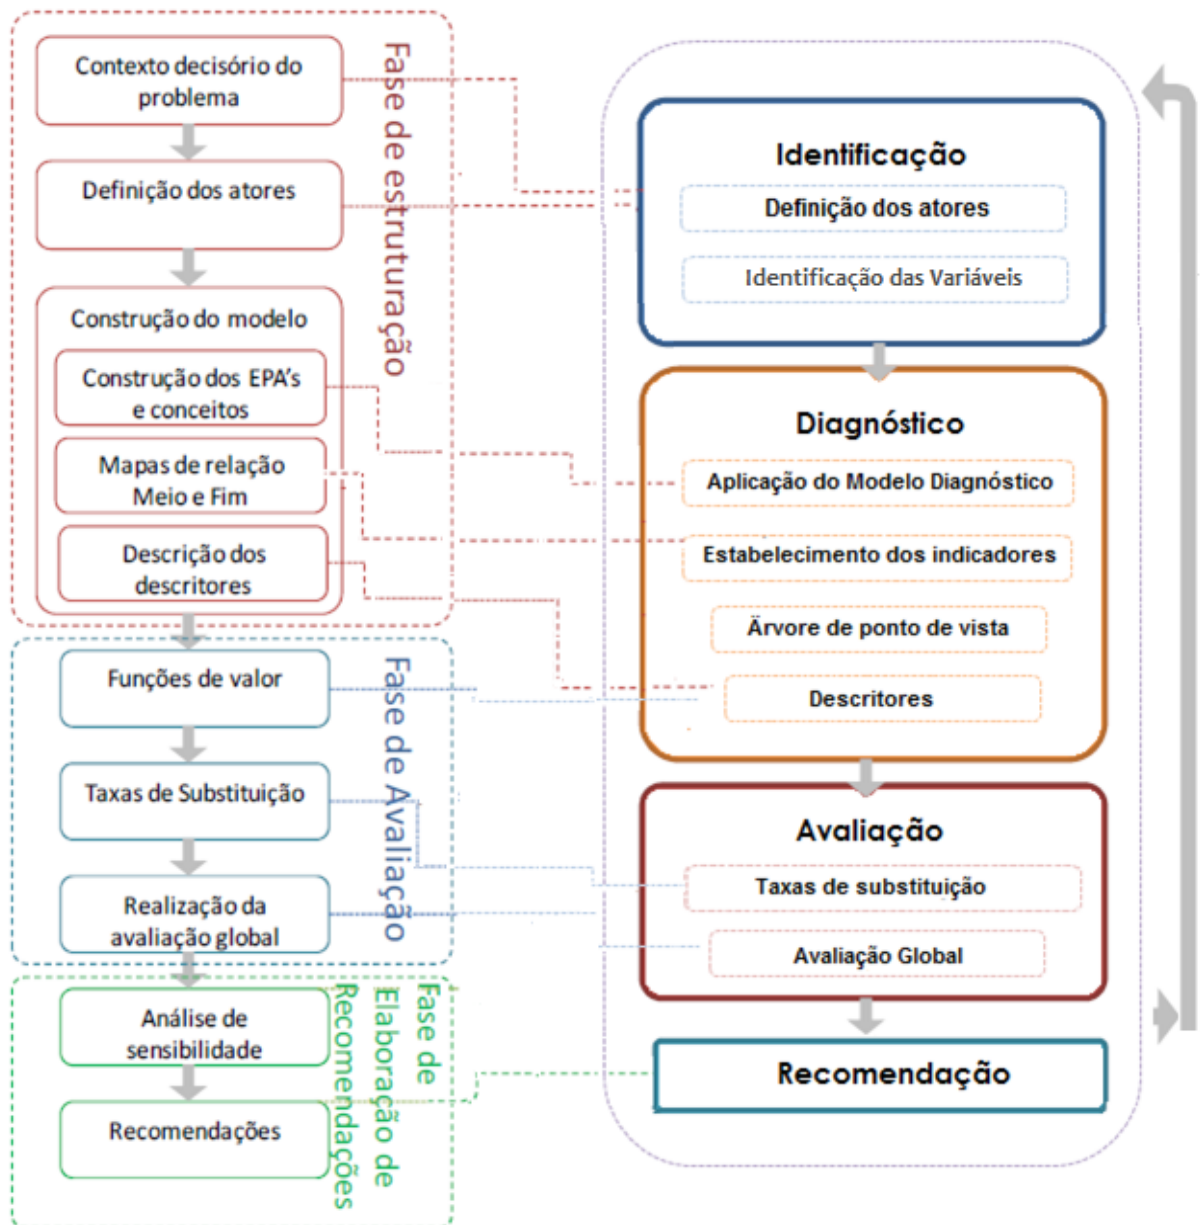 Contexto decisório do
problema
Definição dos atores
Construção do modelo
Construção dos EPA's
e conceitos
Mapas de relação
Meio e Fim
Descrição dos
descritores
Fase de estruturação
Funções de valor
Taxas de Substituição
Realização da
avaliação global
Fase de Avaliação
Análise de
sensibilidade
Recomendações
Fase de
Elaboração de
Recomendações
Identificação
Definição dos atores
Identificação das Variáveis
Diagnóstico
Aplicação do Modelo Diagnóstico
Estabelecimento dos indicadores
Ärvore de ponto de vista
Descritores
Avaliação
Taxas de substituição
Avaliação Global
Recomendação